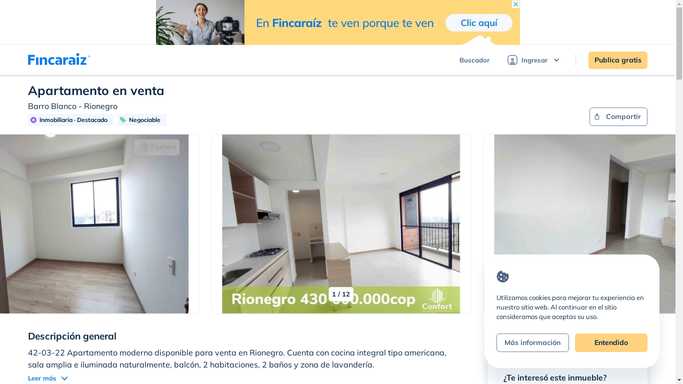 En Fincaraíz te ven porque te ven
Clic aquí
Fincaraíz
Buscador
Ingresar
Publica gratis
Apartamento en venta
Barro Blanco - Rionegro
Inmobiliaria · Destacado
Negociable
Compartir
Rionegro 430
.000cop
1 / 12
Confort
Utilizamos cookies para mejorar tu experiencia en
nuestro sitio web. Al continuar en el sitio
consideramos que aceptas su uso.
Más información
Entendido
Descripción general
42-03-22 Apartamento moderno disponible para venta en Rionegro. Cuenta con cocina integral tipo americana,
sala amplia e iluminada naturalmente, balcón, 2 habitaciones, 2 baños y zona de lavandería.
Leer más
¿Te interesó este inmueble?